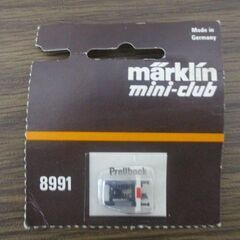 Made in
Germany
märklin
mini-club
8991
Prellbock